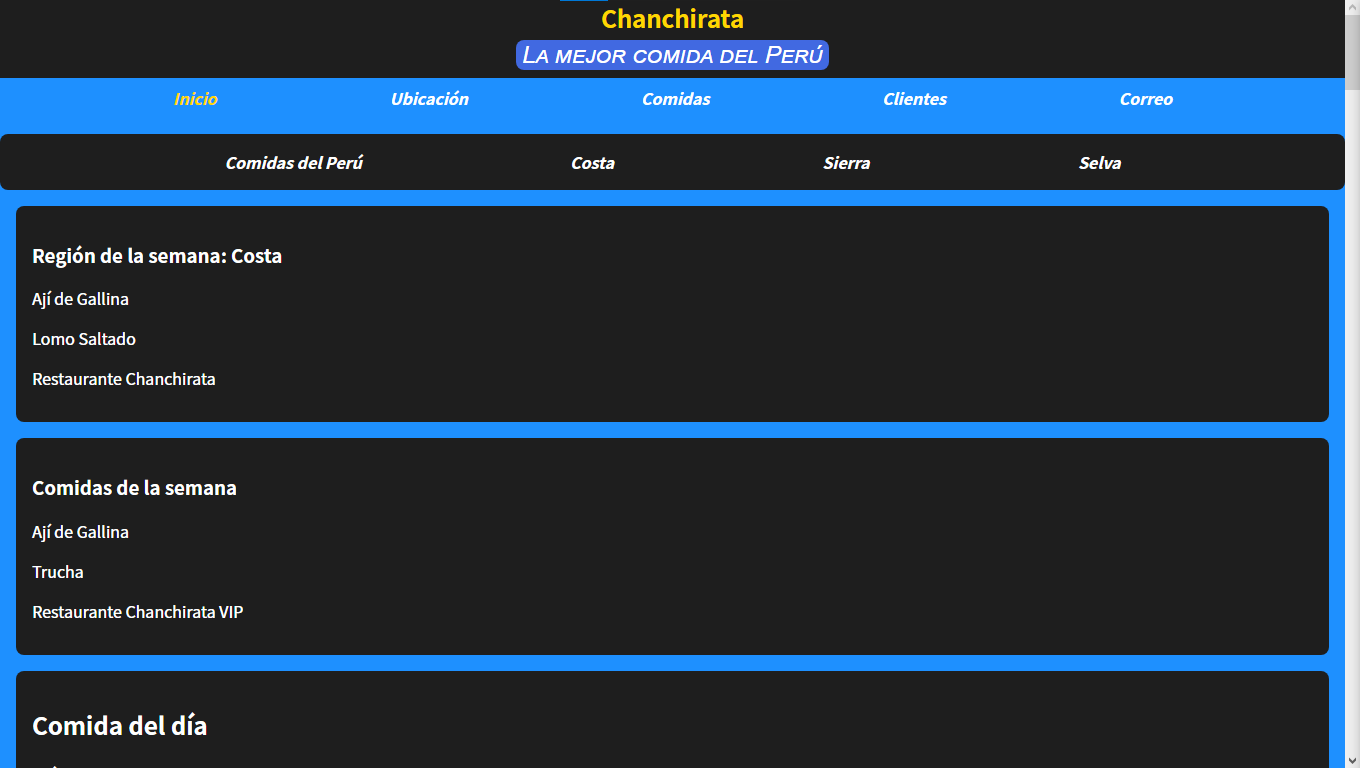 Chanchirata
La mejor comida del Perú
Inicio Ubicación Comidas Clientes Correo
Comidas del Perú Costa Sierra Selva
Región de la semana: Costa
Ají de Gallina
Lomo Saltado
Restaurante Chanchirata
Comidas de la semana
Ají de Gallina
Trucha
Restaurante Chanchirata VIP
Comida del día